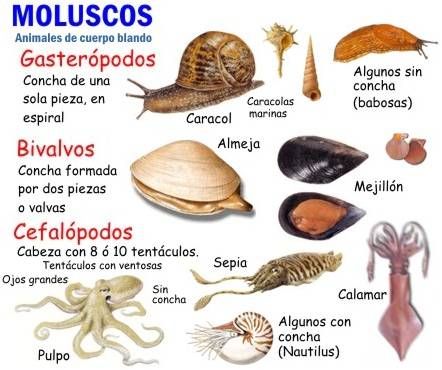 MOLUSCOS
Animales de cuerpo blando
Gasterópodos
Concha de una
sola pieza, en
espiral
Caracol
Caracolas
marinas
Algunos sin
concha
(babosas)
Bivalvos
Concha formada
por dos piezas
o valvas
Almeja
Mejillón
Cefalópodos
Cabeza con 8 ó 10 tentáculos.
Tentáculos con ventosas
Ojos grandes
Sin
concha
Pulpo
Sepia
Calamar
Algunos con
concha
(Nautilus)